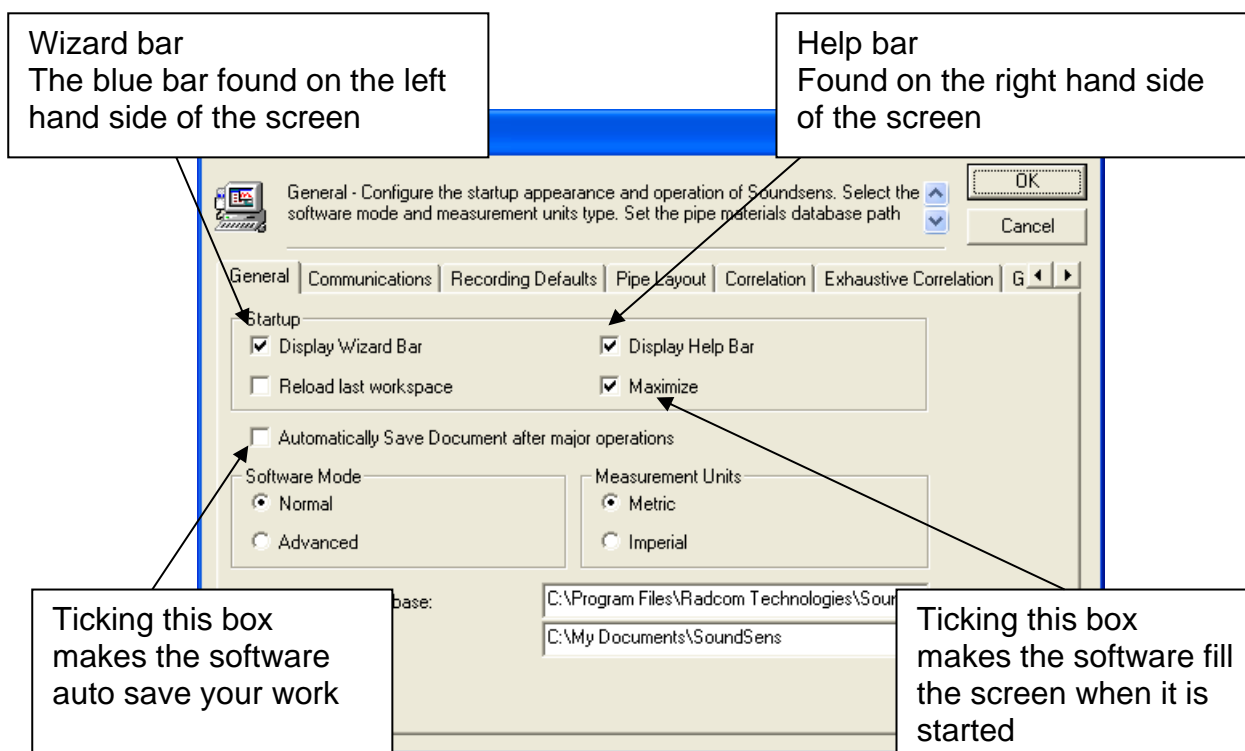 Wizard bar
The blue bar found on the left
hand side of the screen
Help bar
Found on the right hand side
of the screen
General - Configure the startup appearance and operation of Soundsens. Select the
software mode and measurement units type. Set the pipe materials database path
OK
Cancel
General Communications Recording Defaults Pipe Layout Correlation Exhaustive Correlation G
Startup
Display Wizard Bar
Display Help Bar
Reload last workspace
Maximize
Automatically Save Document after major operations
Software Mode
Normal
Advanced
Measurement Units
Metric
Imperial
base:
C:\Program Files\Radcom Technologies\Sou
C:\My Documents\SoundSens
Ticking this box
makes the software
auto save your work
Ticking this box
makes the software fill
the screen when it is
started